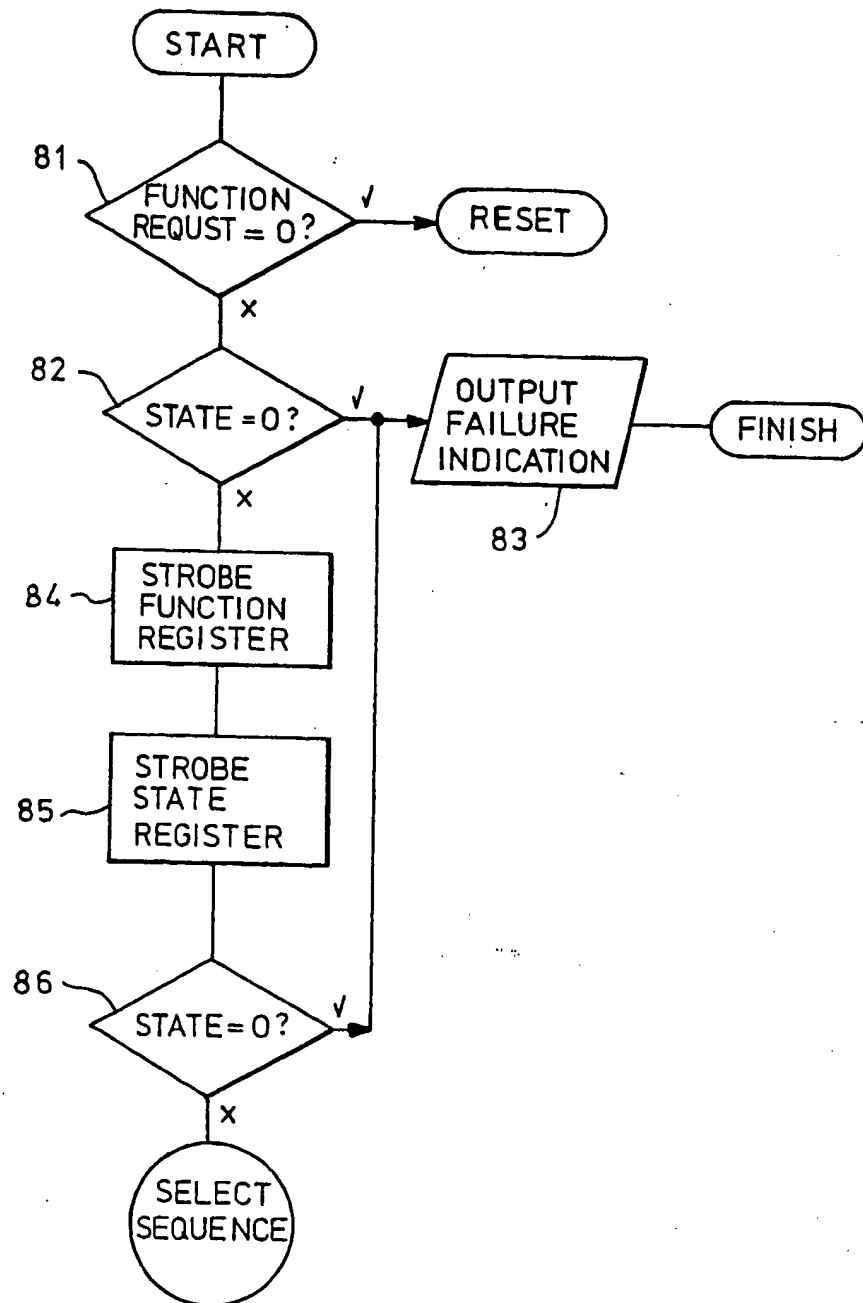 START
81
FUNCTION
REQUST = 0?
√
RESET
X
82
STATE = 0?
√
OUTPUT
FAILURE
INDICATION
FINISH
83
X
84
STROBE
FUNCTION
REGISTER
85
STROBE
STATE
REGISTER
86
STATE = 0?
√
X
SELECT
SEQUENCE